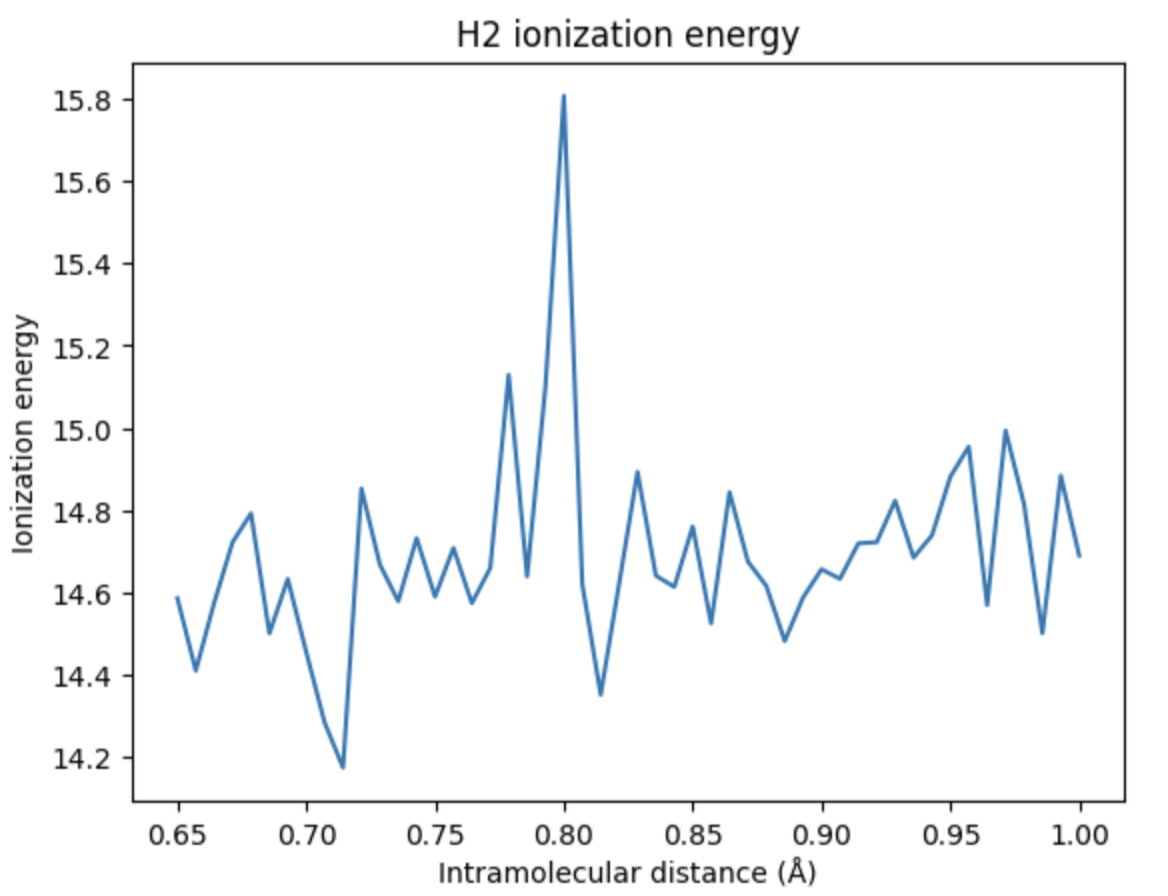 H2 ionization energy
Ionization energy
15.8
15.6
15.4
15.2
15.0
14.8
14.6
14.4
14.2
0.65 0.70 0.75 0.80 0.85 0.90 0.95 1.00
Intramolecular distance (Å)